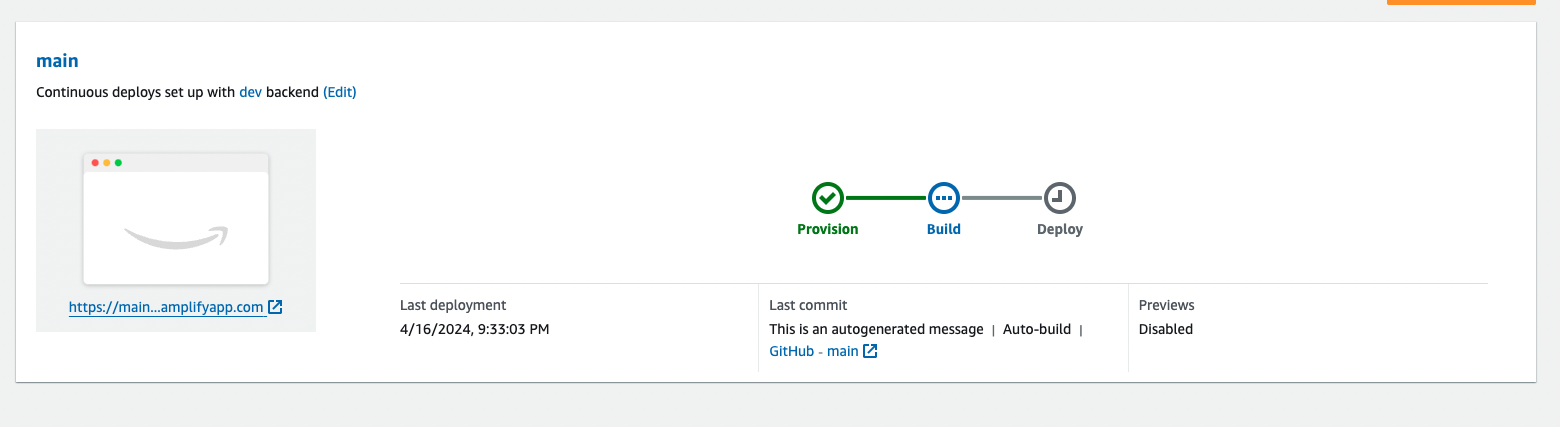 main
Continuous deploys set up with dev backend (Edit)
Provision
Build
Deploy
https://main...amplifyapp.com
Last deployment
4/16/2024, 9:33:03 PM
Last commit
This is an autogenerated message | Auto-build |
GitHub - main
Previews
Disabled